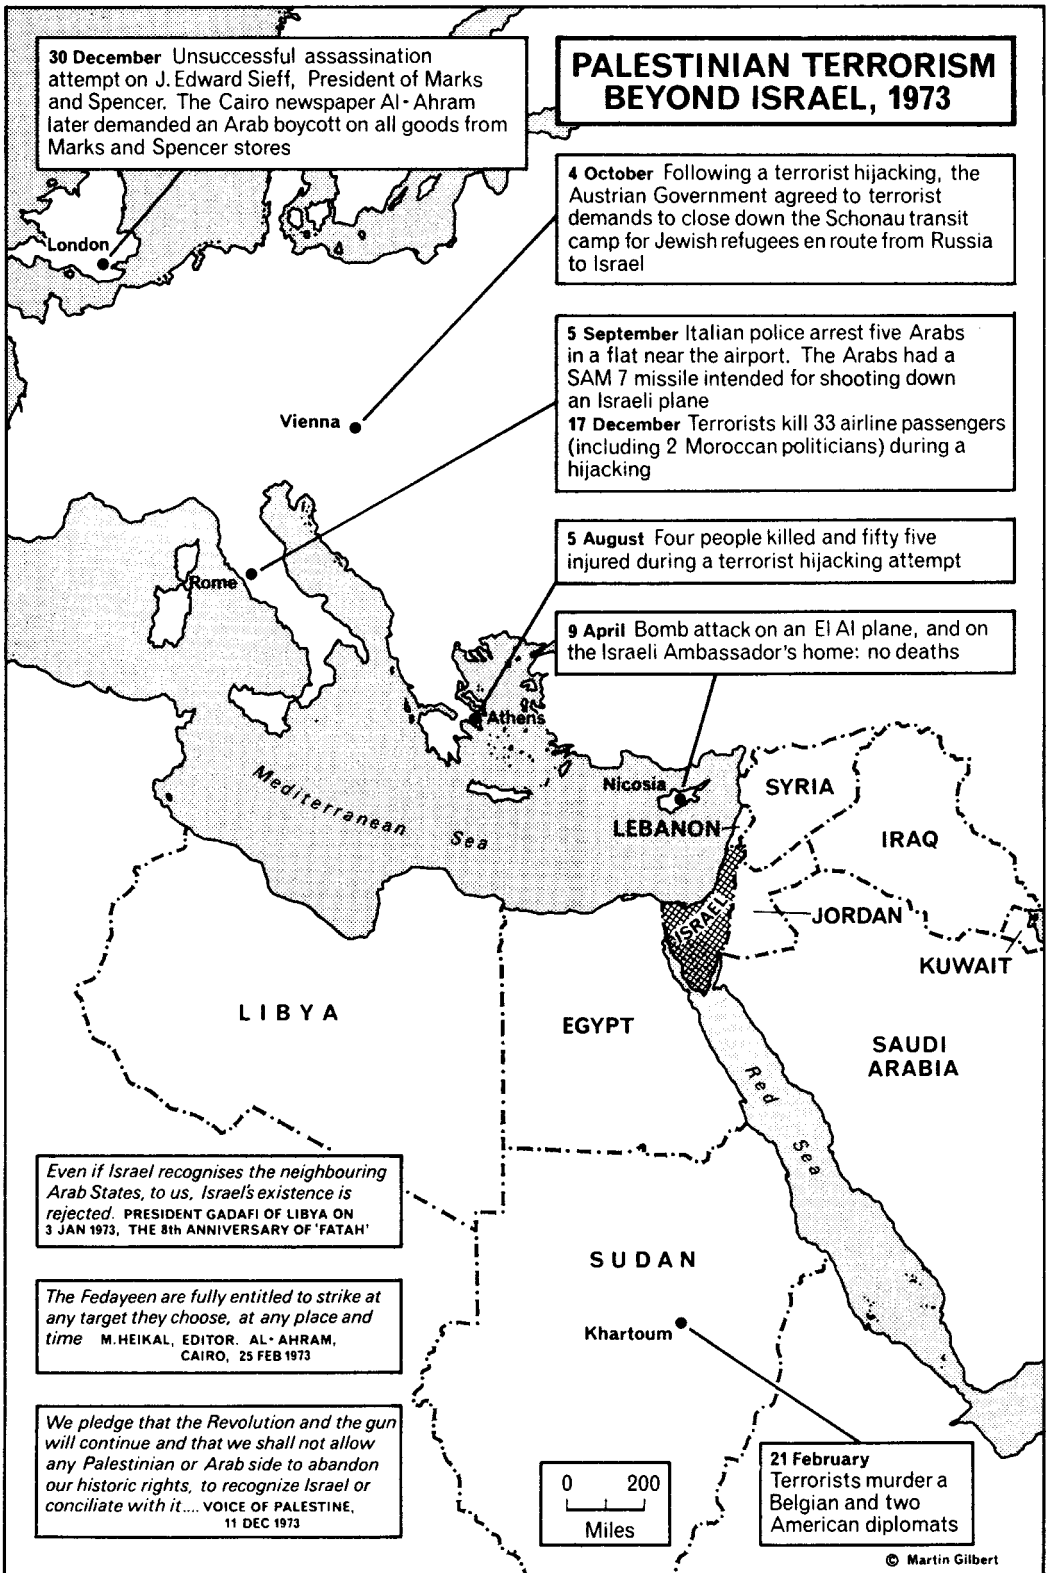 PALESTINIAN TERRORISM
BEYOND ISRAEL, 1973
30 December Unsuccessful assassination
attempt on J. Edward Sieff, President of Marks
and Spencer. The Cairo newspaper Al-Ahram
later demanded an Arab boycott on all goods from
Marks and Spencer stores
4 October Following a terrorist hijacking, the
Austrian Government agreed to terrorist
demands to close down the Schonau transit
camp for Jewish refugees en route from Russia
to Israel
London
5 September Italian police arrest five Arabs
in a flat near the airport. The Arabs had a
SAM 7 missile intended for shooting down
an Israeli plane
17 December Terrorists kill 33 airline passengers
(including 2 Moroccan politicians) during a
hijacking
Vienna
5 August Four people killed and fifty five
injured during a terrorist hijacking attempt
Rome
9 April Bomb attack on an El Al plane, and on
the Israeli Ambassador's home: no deaths
Athens
Nicosia
Mediterranean Sea
SYRIA
LEBANON
IRAQ
ISRAEL
JORDAN
KUWAIT
LIBYA
EGYPT
SAUDI
ARABIA
Red Sea
Even if Israel recognises the neighbouring
Arab States, to us, Israel's existence is
rejected. PRESIDENT GADAFI OF LIBYA ON
3 JAN 1973, THE 8th ANNIVERSARY OF 'FATAH'
SUDAN
The Fedayeen are fully entitled to strike at
any target they choose, at any place and
time M.HEIKAL, EDITOR. AL-AHRAM,
CAIRO, 25 FEB 1973
Khartoum
We pledge that the Revolution and the gun
will continue and that we shall not allow
any Palestinian or Arab side to abandon
our historic rights, to recognize Israel or
conciliate with it.... VOICE OF PALESTINE,
11 DEC 1973
0 200
Miles
21 February
Terrorists murder a
Belgian and two
American diplomats
© Martin Gilbert